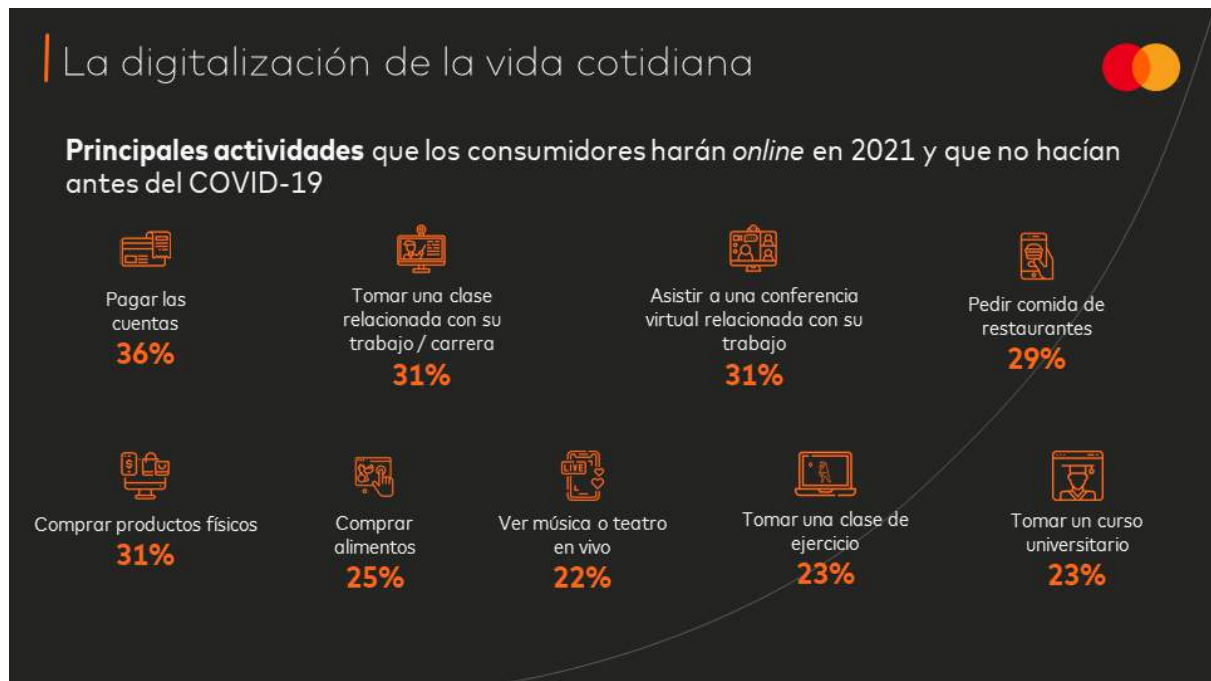 La digitalización de la vida cotidiana
Principales actividades que los consumidores harán online en 2021 y que no hacían
antes del COVID-19
Pagar las
cuentas
36%
Tomar una clase
relacionada con su
trabajo / carrera
31%
Asistir a una conferencia
virtual relacionada con su
trabajo
31%
Pedir comida de
restaurantes
29%
Comprar productos físicos
31%
Comprar
alimentos
25%
LIVE
Ver música o teatro
en vivo
22%
Tomar una clase de
ejercicio
23%
Tomar un curso
universitario
23%